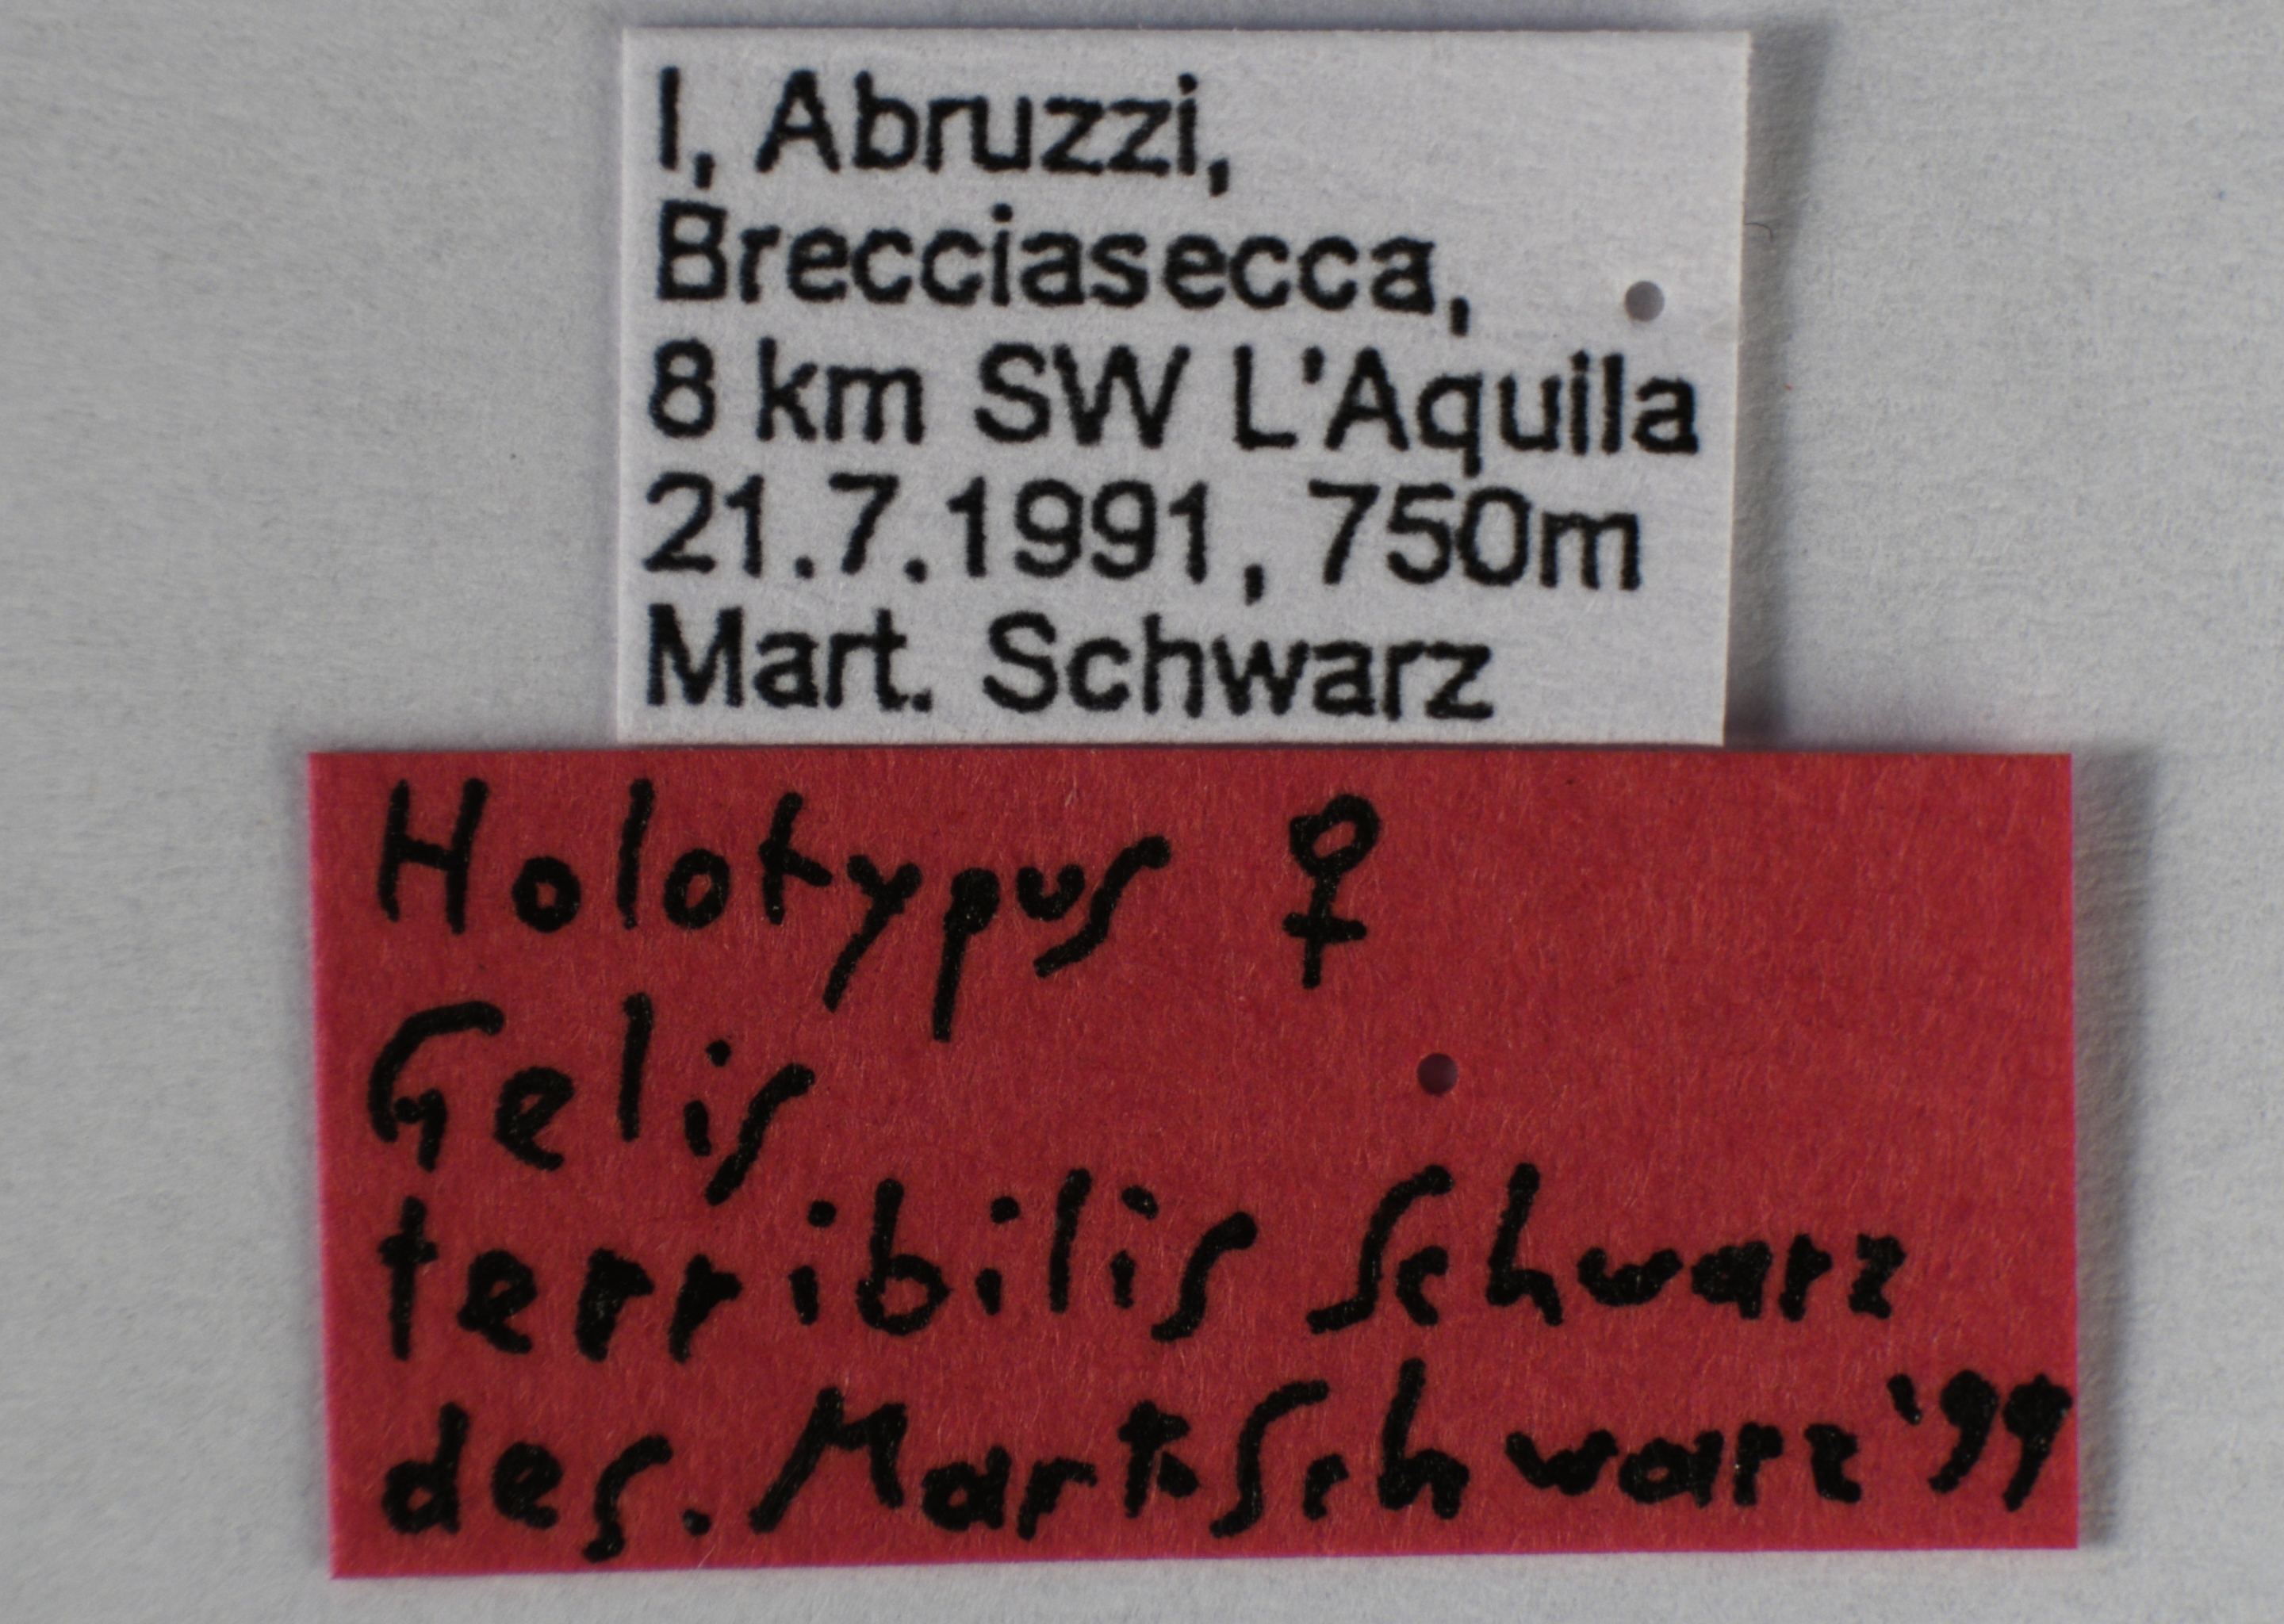 I, Abruzzi,
Brecciasecca,
8 km SW L'Aquila
21.7.1991, 750m
Mart. Schwarz
Holotypus ♀
Gelis
terribilis Schwarz
des. Mart Schwarz '99